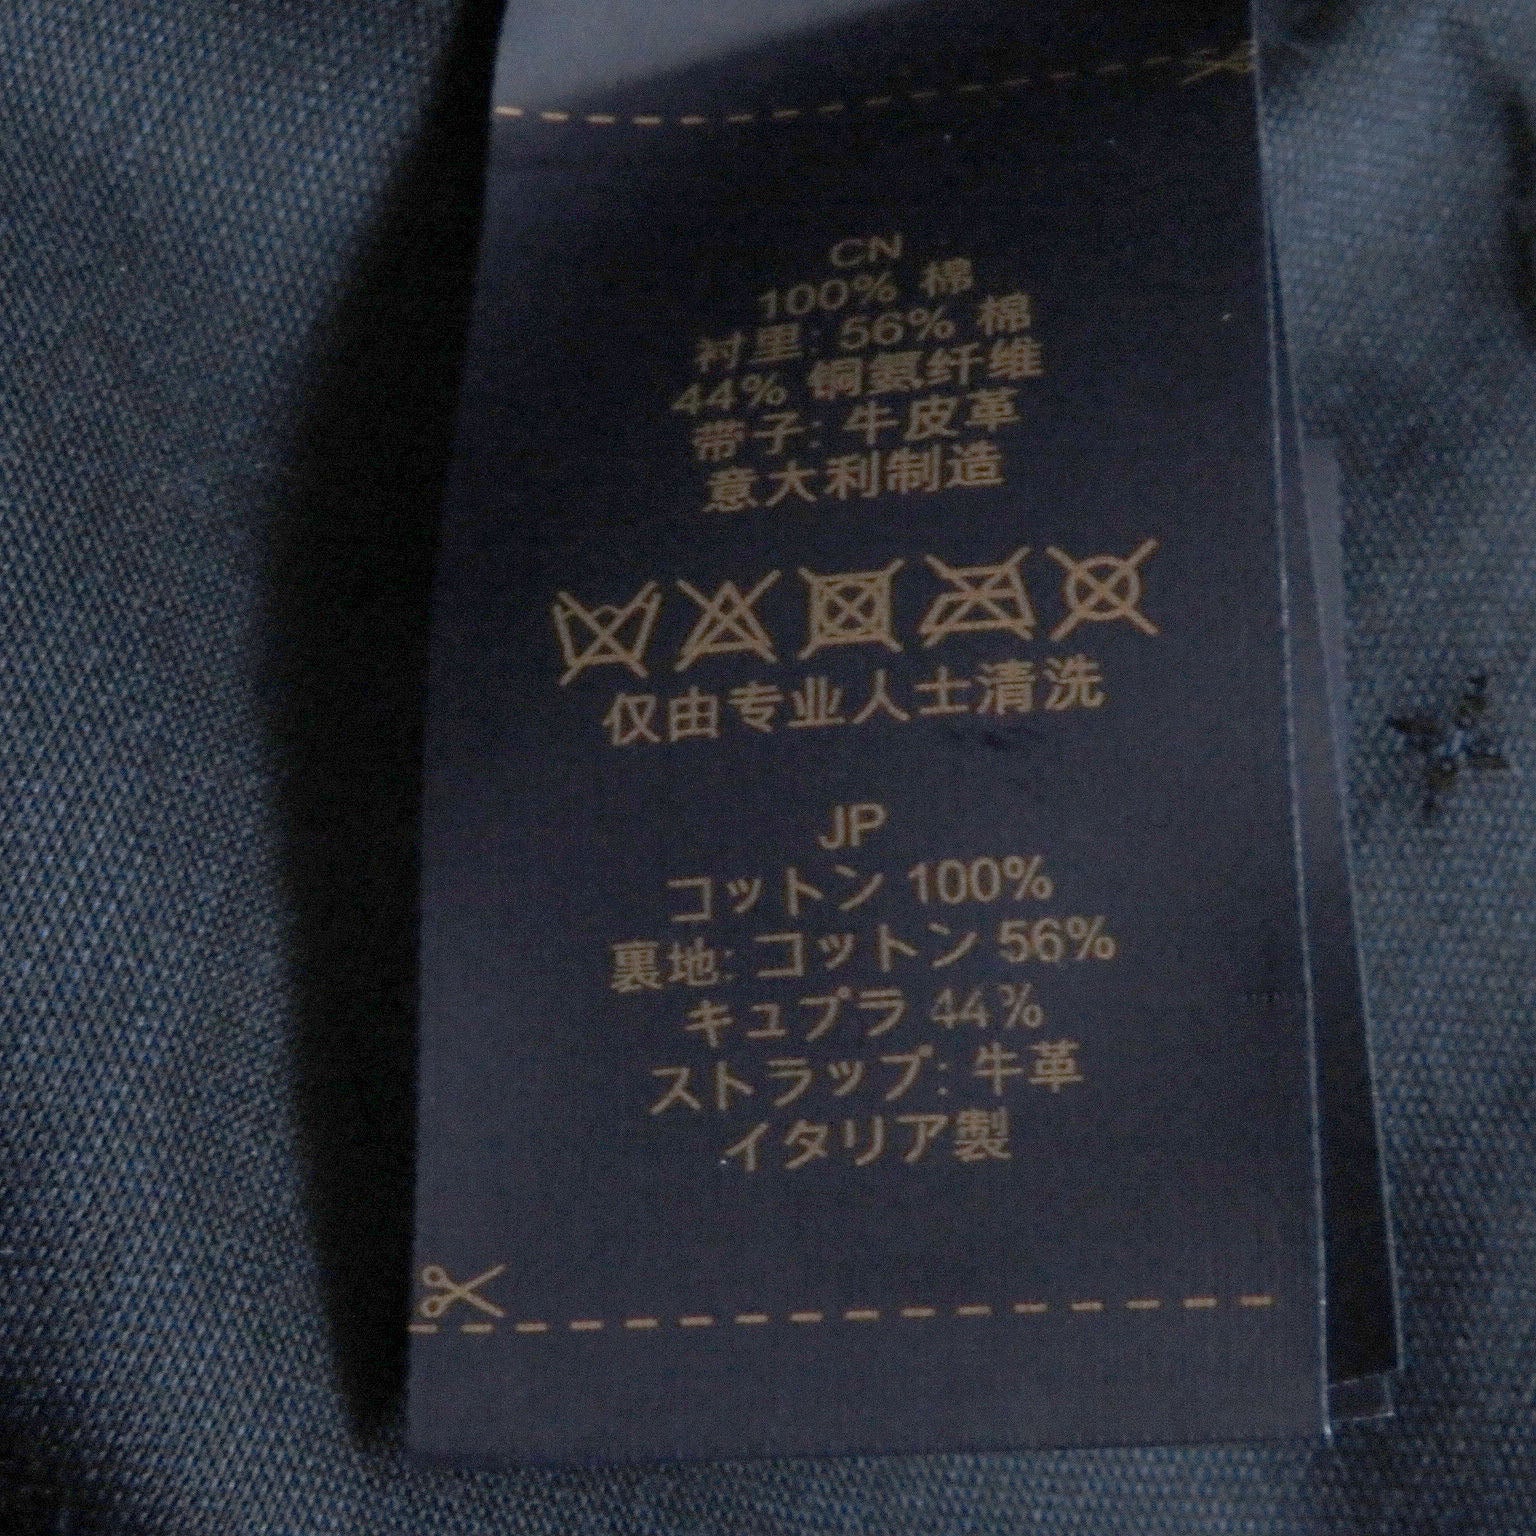 CN
100% 棉
衬里: 56% 棉
44% 铜氨纤维
带子: 牛皮革
意大利制造
仅由专业人士清洗
JP
コットン 100%
裏地: コットン 56%
キュプラ 44%
ストラップ: 牛革
イタリア製